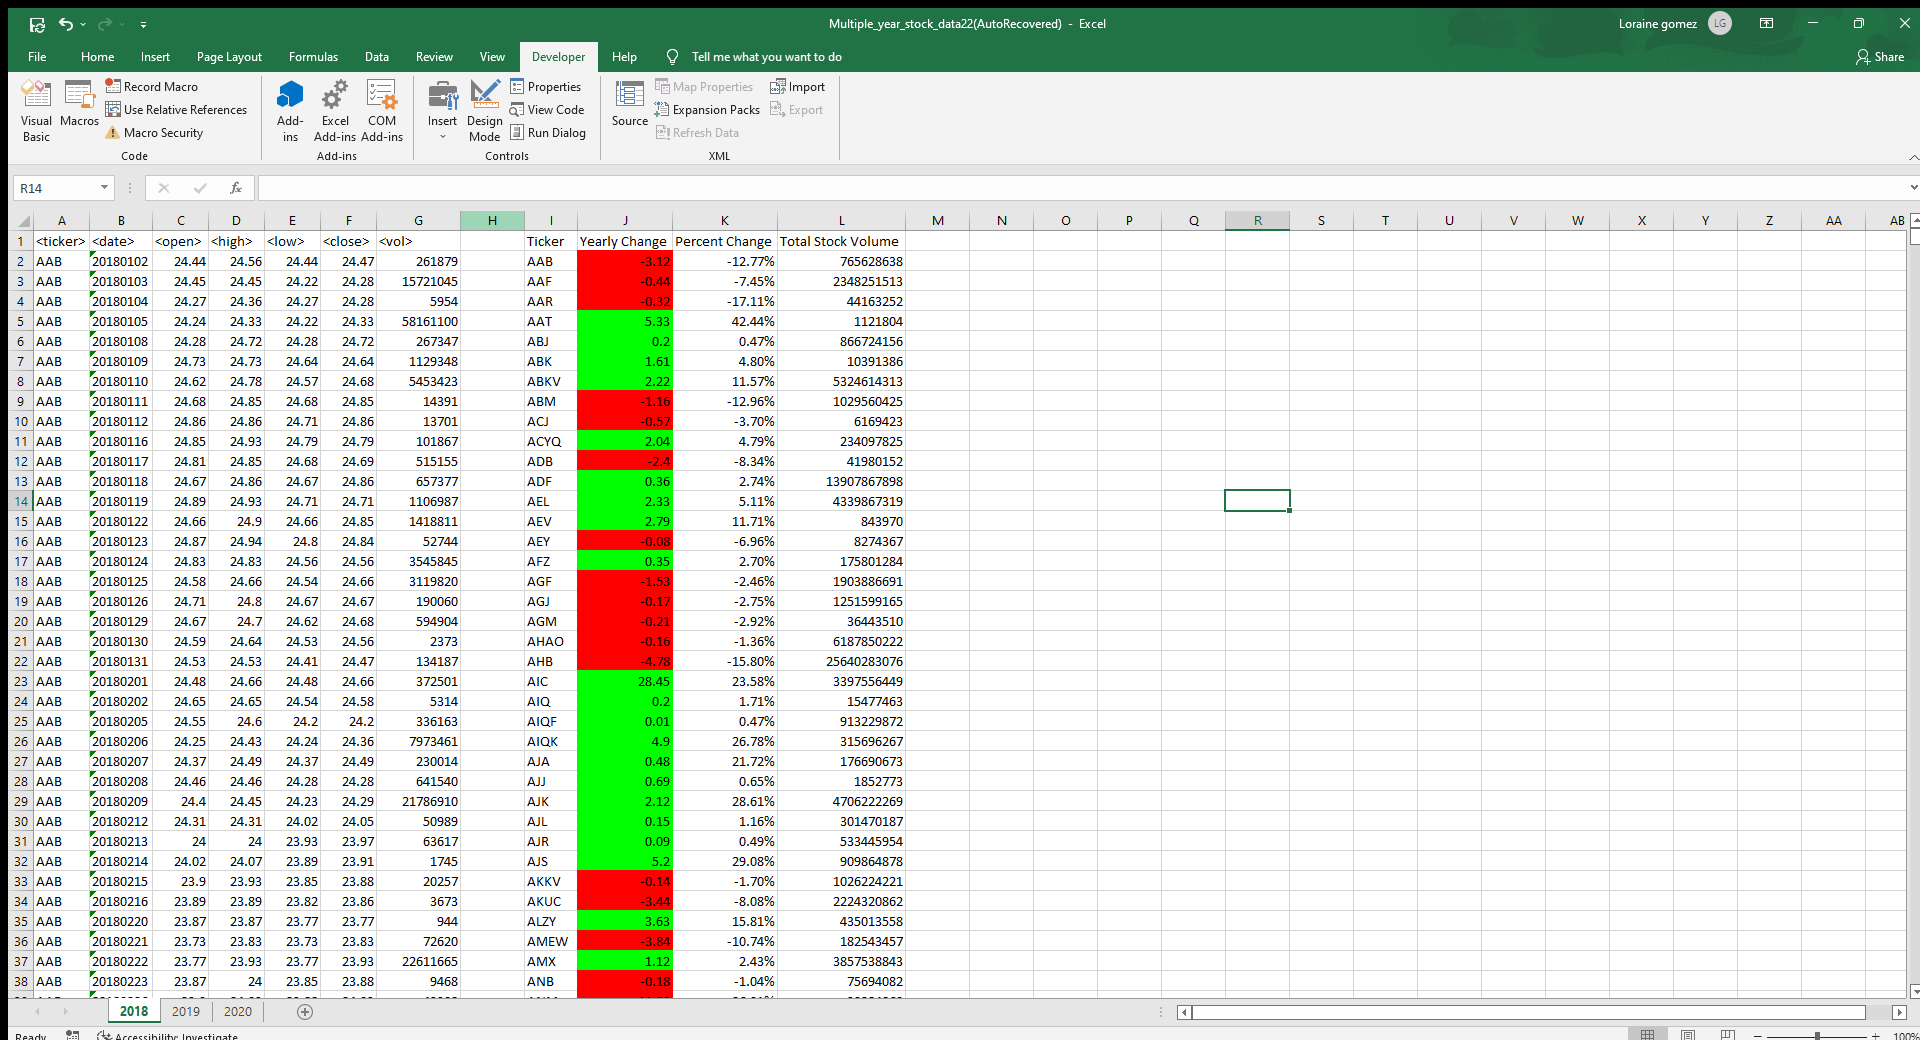 Multiple_year_stock_data22(AutoRecovered) - Excel
Loraine gomez LG
File Home Insert Page Layout Formulas Data Review View Developer Help Tell me what you want to do Share
Visual Basic
Macros
Record Macro
Use Relative References
Macro Security
Code
Add-ins
Excel Add-ins
COM Add-ins
Add-ins
Insert
Design Mode
Properties
View Code
Run Dialog
Controls
Source
Map Properties
Expansion Packs
Refresh Data
Import
Export
XML
R14 fx
A B C D E F G H I J K L M N O P Q R S T U V W X Y Z AA AB
1 <ticker> <date> <open> <high> <low> <close> <vol> Ticker Yearly Change Percent Change Total Stock Volume
2 AAB 20180102 24.44 24.56 24.44 24.47 261879 AAB -3.12 -12.77% 765628638
3 AAB 20180103 24.45 24.45 24.22 24.28 15721045 AAF -0.44 -7.45% 2348251513
4 AAB 20180104 24.27 24.36 24.27 24.28 5954 AAR -0.32 -17.11% 44163252
5 AAB 20180105 24.24 24.33 24.22 24.33 58161100 AAT 5.33 42.44% 1121804
6 AAB 20180108 24.28 24.72 24.28 24.72 267347 ABJ 0.2 0.47% 866724156
7 AAB 20180109 24.73 24.73 24.64 24.64 1129348 ABK 1.61 4.80% 10391386
8 AAB 20180110 24.62 24.78 24.57 24.68 5453423 ABKV 2.22 11.57% 5324614313
9 AAB 20180111 24.68 24.85 24.68 24.85 14391 ABM -1.16 -12.96% 1029560425
10 AAB 20180112 24.86 24.86 24.71 24.86 13701 ACJ -0.57 -3.70% 6169423
11 AAB 20180116 24.85 24.93 24.79 24.79 101867 ACYQ 2.04 4.79% 234097825
12 AAB 20180117 24.81 24.85 24.68 24.69 515155 ADB -2.4 -8.34% 41980152
13 AAB 20180118 24.67 24.86 24.67 24.86 657377 ADF 0.36 2.74% 13907867898
14 AAB 20180119 24.89 24.93 24.71 24.71 1106987 AEL 2.33 5.11% 4339867319
15 AAB 20180122 24.66 24.9 24.66 24.85 1418811 AEV 2.79 11.71% 843970
16 AAB 20180123 24.87 24.94 24.8 24.84 52744 AEY -0.08 -6.96% 8274367
17 AAB 20180124 24.83 24.83 24.56 24.56 3545845 AFZ 0.35 2.70% 175801284
18 AAB 20180125 24.58 24.66 24.54 24.66 3119820 AGF -1.53 -2.46% 1903886691
19 AAB 20180126 24.71 24.8 24.67 24.67 190060 AGJ -0.17 -2.75% 1251599165
20 AAB 20180129 24.67 24.7 24.62 24.68 594904 AGM -0.21 -2.92% 36443510
21 AAB 20180130 24.59 24.64 24.53 24.56 2373 AHAO -0.16 -1.36% 6187850222
22 AAB 20180131 24.53 24.53 24.41 24.47 134187 AHB -4.78 -15.80% 25640283076
23 AAB 20180201 24.48 24.66 24.48 24.66 372501 AIC 28.45 23.58% 3397556449
24 AAB 20180202 24.65 24.65 24.54 24.58 5314 AIQ 0.2 1.71% 15477463
25 AAB 20180205 24.55 24.6 24.2 24.2 336163 AIQF 0.01 0.47% 913229872
26 AAB 20180206 24.25 24.43 24.24 24.36 7973461 AIQK 4.9 26.78% 315696267
27 AAB 20180207 24.37 24.49 24.37 24.49 230014 AJA 0.48 21.72% 176690673
28 AAB 20180208 24.46 24.46 24.28 24.28 641540 AJJ 0.69 0.65% 1852773
29 AAB 20180209 24.4 24.45 24.23 24.29 21786910 AJK 2.12 28.61% 4706222269
30 AAB 20180212 24.31 24.31 24.02 24.05 50989 AJL 0.15 1.16% 301470187
31 AAB 20180213 24 24 23.93 23.97 63617 AJR 0.09 0.49% 533445954
32 AAB 20180214 24.02 24.07 23.89 23.91 1745 AJS 5.2 29.08% 909864878
33 AAB 20180215 23.9 23.93 23.85 23.88 20257 AKKV -0.14 -1.70% 1026224221
34 AAB 20180216 23.89 23.89 23.82 23.86 3673 AKUC -3.44 -8.08% 2224320862
35 AAB 20180220 23.87 23.87 23.77 23.77 944 ALZY 3.63 15.81% 435013558
36 AAB 20180221 23.73 23.83 23.73 23.83 72620 AMEW -3.84 -10.74% 182543457
37 AAB 20180222 23.77 23.93 23.77 23.93 22611665 AMX 1.12 2.43% 3857538843
38 AAB 20180223 23.87 24 23.85 23.88 9468 ANB -0.18 -1.04% 75694082
2018 2019 2020
Ready Accessibility: Investigate 100%